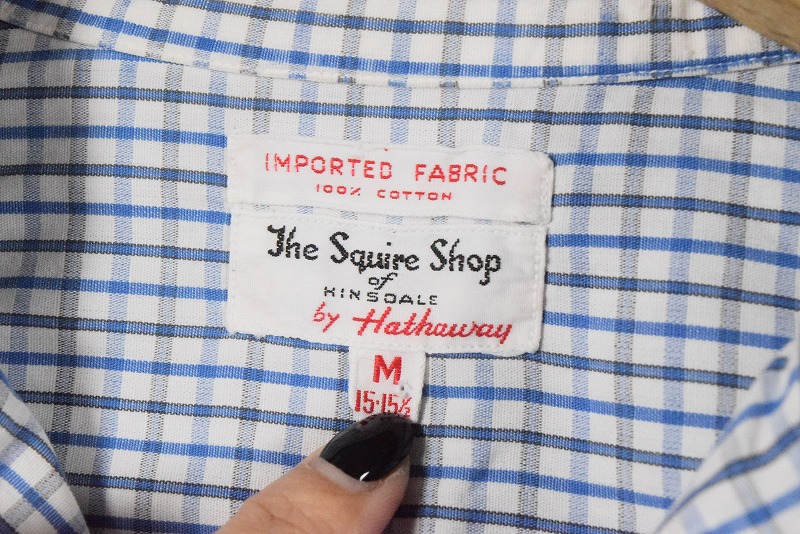 IMPORTED FABRIC
100% COTTON
The Squire Shop
of
HINSDALE
by Hathaway
M
15-15½